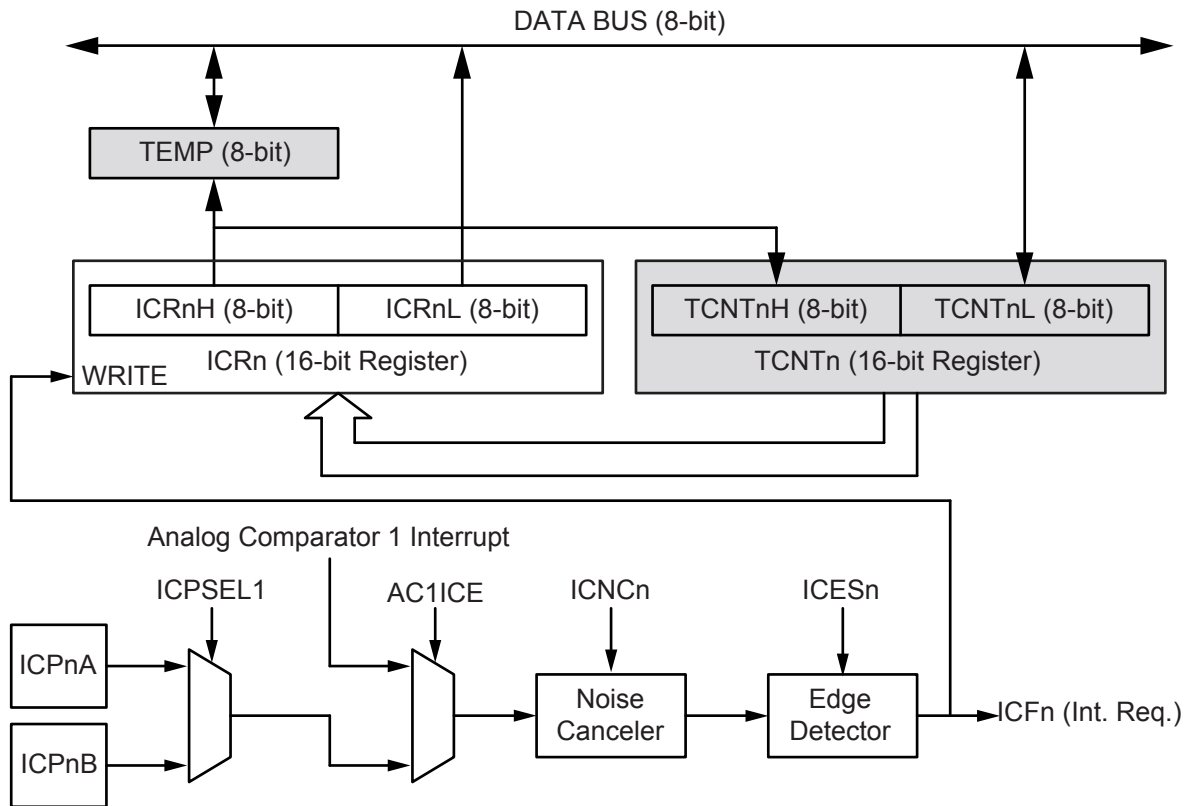 DATA BUS (8-bit)
TEMP (8-bit)
ICRnH (8-bit)
ICRnL (8-bit)
TCNTnH (8-bit)
TCNTnL (8-bit)
ICRn (16-bit Register)
TCNTn (16-bit Register)
WRITE
Analog Comparator 1 Interrupt
ICPSEL1
AC1ICE
ICNCn
ICESn
ICPnA
ICPnB
Noise
Canceler
Edge
Detector
ICFn (Int. Req.)